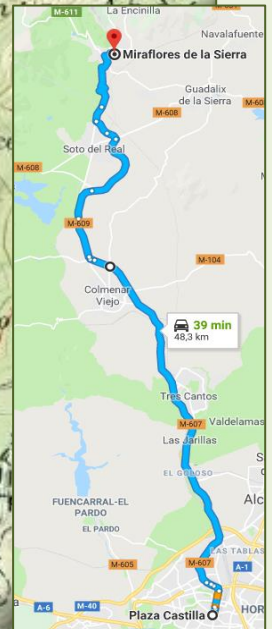 La Encinilla
M-611
Navalafuente
Miraflores de la Sierra
Guadalix
de la Sierra
M-608
M-60
Soto del Real
M-608
M-609
M-104
Colmenar
Viejo
39 min
48,3 km
Tres Cantos
M-607
Valdelamas
Las Jarillas
EL GOLOSO
S
Alc
FUENCARRAL-EL
PARDO
EL PARDO
LAS TABLAS
M-605
M-607
A-1
A-6
M-40
Plaza Castilla
HOR